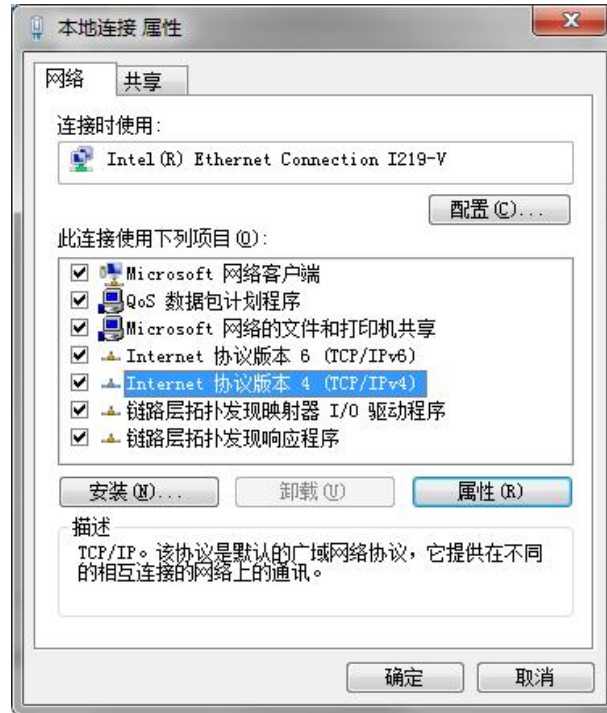 本地连接 属性
网络
共享
连接时使用:
Intel(R) Ethernet Connection I219-V
配置(C)...
此连接使用下列项目(O):
Microsoft 网络客户端
QoS 数据包计划程序
Microsoft 网络的文件和打印机共享
Internet 协议版本 6 (TCP/IPv6)
Internet 协议版本 4 (TCP/IPv4)
链路层拓扑发现映射器 I/O 驱动程序
链路层拓扑发现响应程序
安装(N)...
卸载(U)
属性(R)
描述
TCP/IP。该协议是默认的广域网络协议，它提供在不同
的相互连接的网络上的通讯。
确定
取消